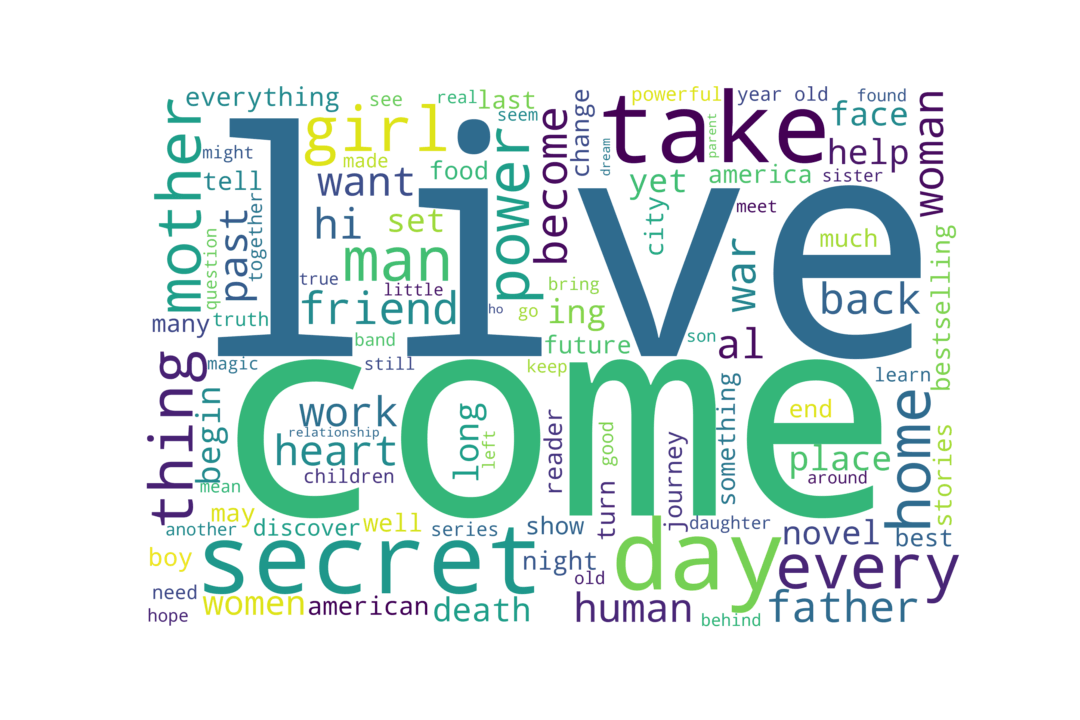 everything
see
real
last
powerful
year old
found
mother
girl
seem
change
take
face
woman
might
made
power
become
dream
parent
help
live
tell
want
food
yet
america
sister
past
together
hi
set
city
meet
question
man
war
much
bestselling
true
little
bring
back
many
truth
friend
ho
go
ing
band
future
son
al
thing
magic
still
keep
learn
come
begin
work
long
reader
something
end
home
relationship
heart
left
good
journey
place
stories
mean
children
turn
around
may
another
discover
well
series
show
daughter
novel
best
boy
secret
night
day
every
need
old
hope
women
american
death
human
behind
father